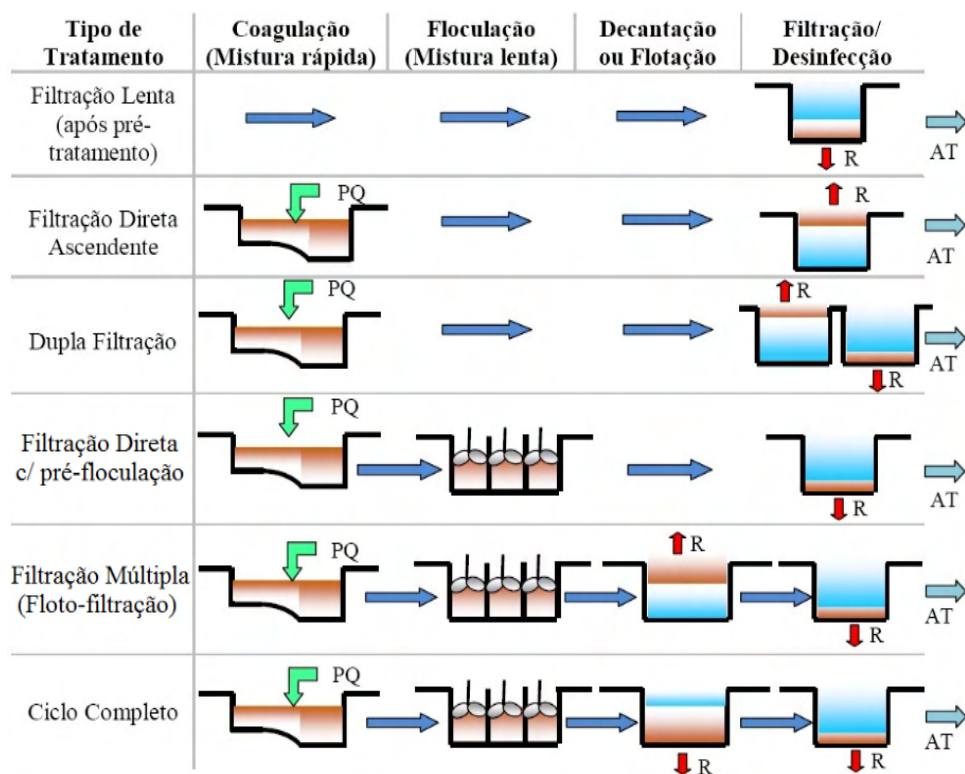 Tipo de Tratamento
Coagulação (Mistura rápida)
Floculação (Mistura lenta)
Decantação ou Flotação
Filtração/ Desinfecção
Filtração Lenta
(após pré-
tratamento)
R
AT
Filtração Direta
Ascendente
PQ
R
AT
Dupla Filtração
PQ
R
R
AT
Filtração Direta
c/ pré-floculação
PQ
R
AT
Filtração Múltipla
(Floto-filtração)
PQ
R
R
AT
Ciclo Completo
PQ
R
R
AT